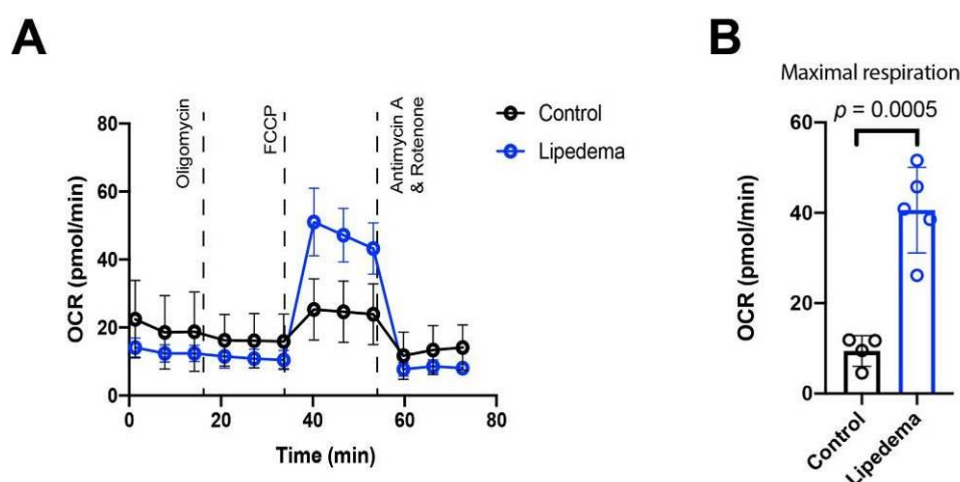 A
OCR (pmol/min)
80
60
40
20
0
Oligomycin
FCCP
Antimycin A
& Rotenone
0 20 40 60 80
Time (min)
Control
Lipedema
B
Maximal respiration
p = 0.0005
OCR (pmol/min)
60
40
20
0
Control
Lipedema